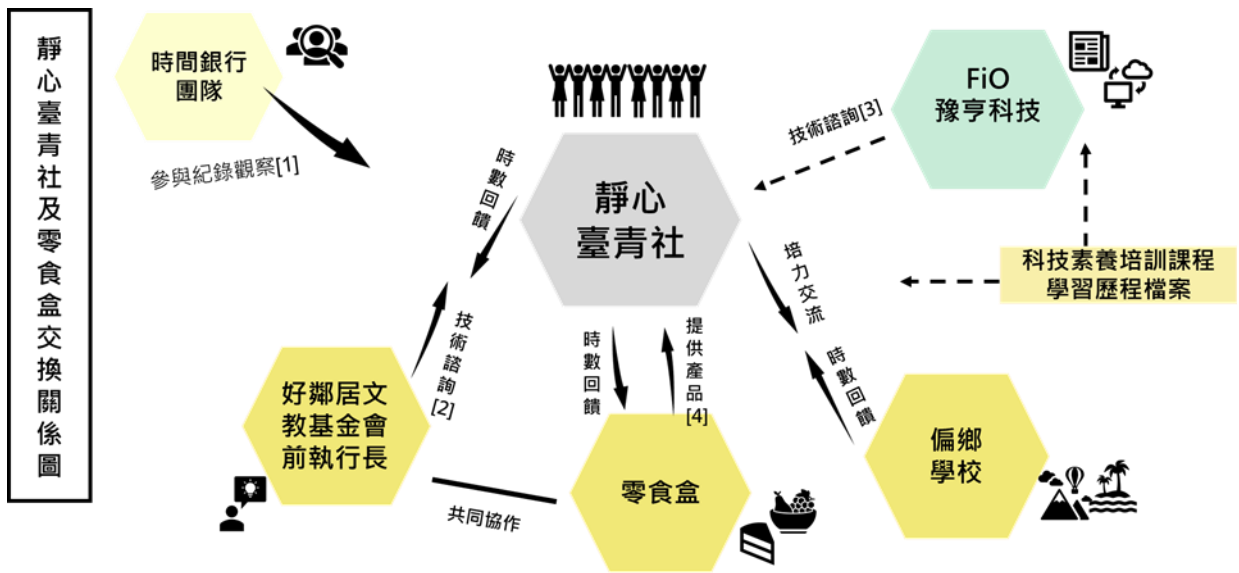 靜心臺青社及零食盒交換關係圖
時間銀行
團隊
參與紀錄觀察[1]
FiO
豫亨科技
技術諮詢[3]
靜心
臺青社
時數回饋
技術諮詢[2]
時數回饋
提供產品[4]
培力交流
時數回饋
科技素養培訓課程
學習歷程檔案
好鄰居文
教基金會
前執行長
共同協作
零食盒
偏鄉
學校